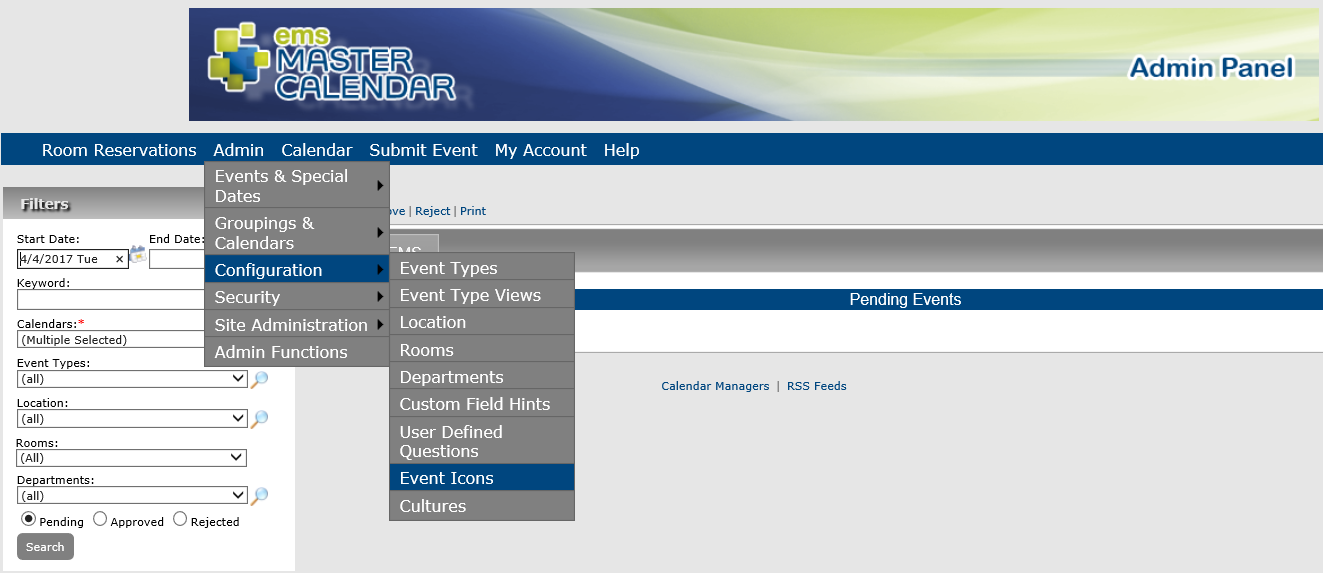 ems
MASTER
CALENDAR
Admin Panel
Room Reservations Admin Calendar Submit Event My Account Help
Events & Special
Dates
Groupings &
Calendars
Configuration
Security
Site Administration
Admin Functions
Event Types
Event Type Views
Location
Rooms
Departments
Custom Field Hints
User Defined
Questions
Event Icons
Cultures
Filters
Start Date: End Date:
4/4/2017 Tue ×
Keyword:
Calendars:*
(Multiple Selected)
Event Types:
(all)
Location:
(all)
Rooms:
(All)
Departments:
(all)
Pending Approved Rejected
Search
| Reject | Print
EMS
Pending Events
Calendar Managers | RSS Feeds